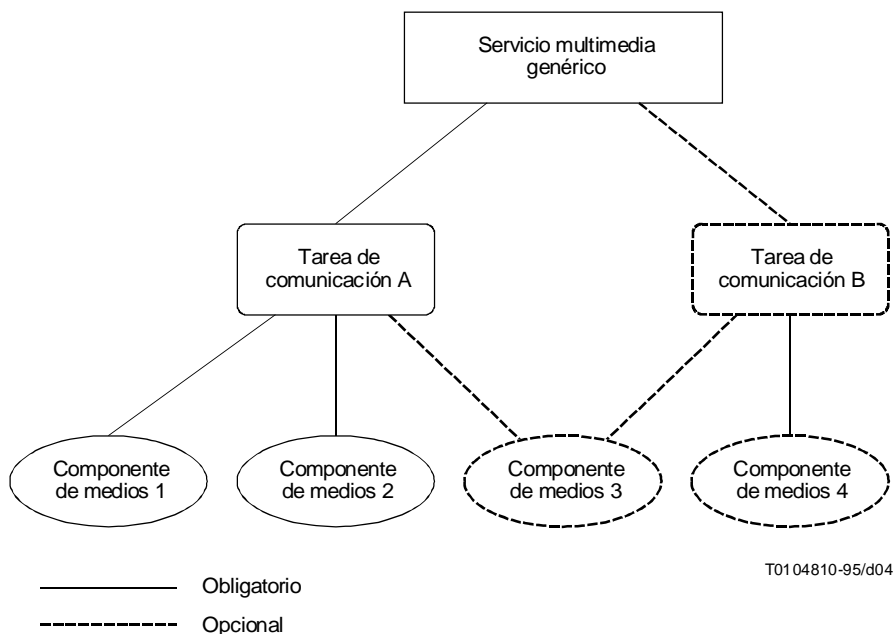 Servicio multimedia
genérico
Tarea de
comunicación A
Tarea de
comunicación B
Componente
de medios 1
Componente
de medios 2
Componente
de medios 3
Componente
de medios 4
T0104810-95/d04
Obligatorio
Opcional